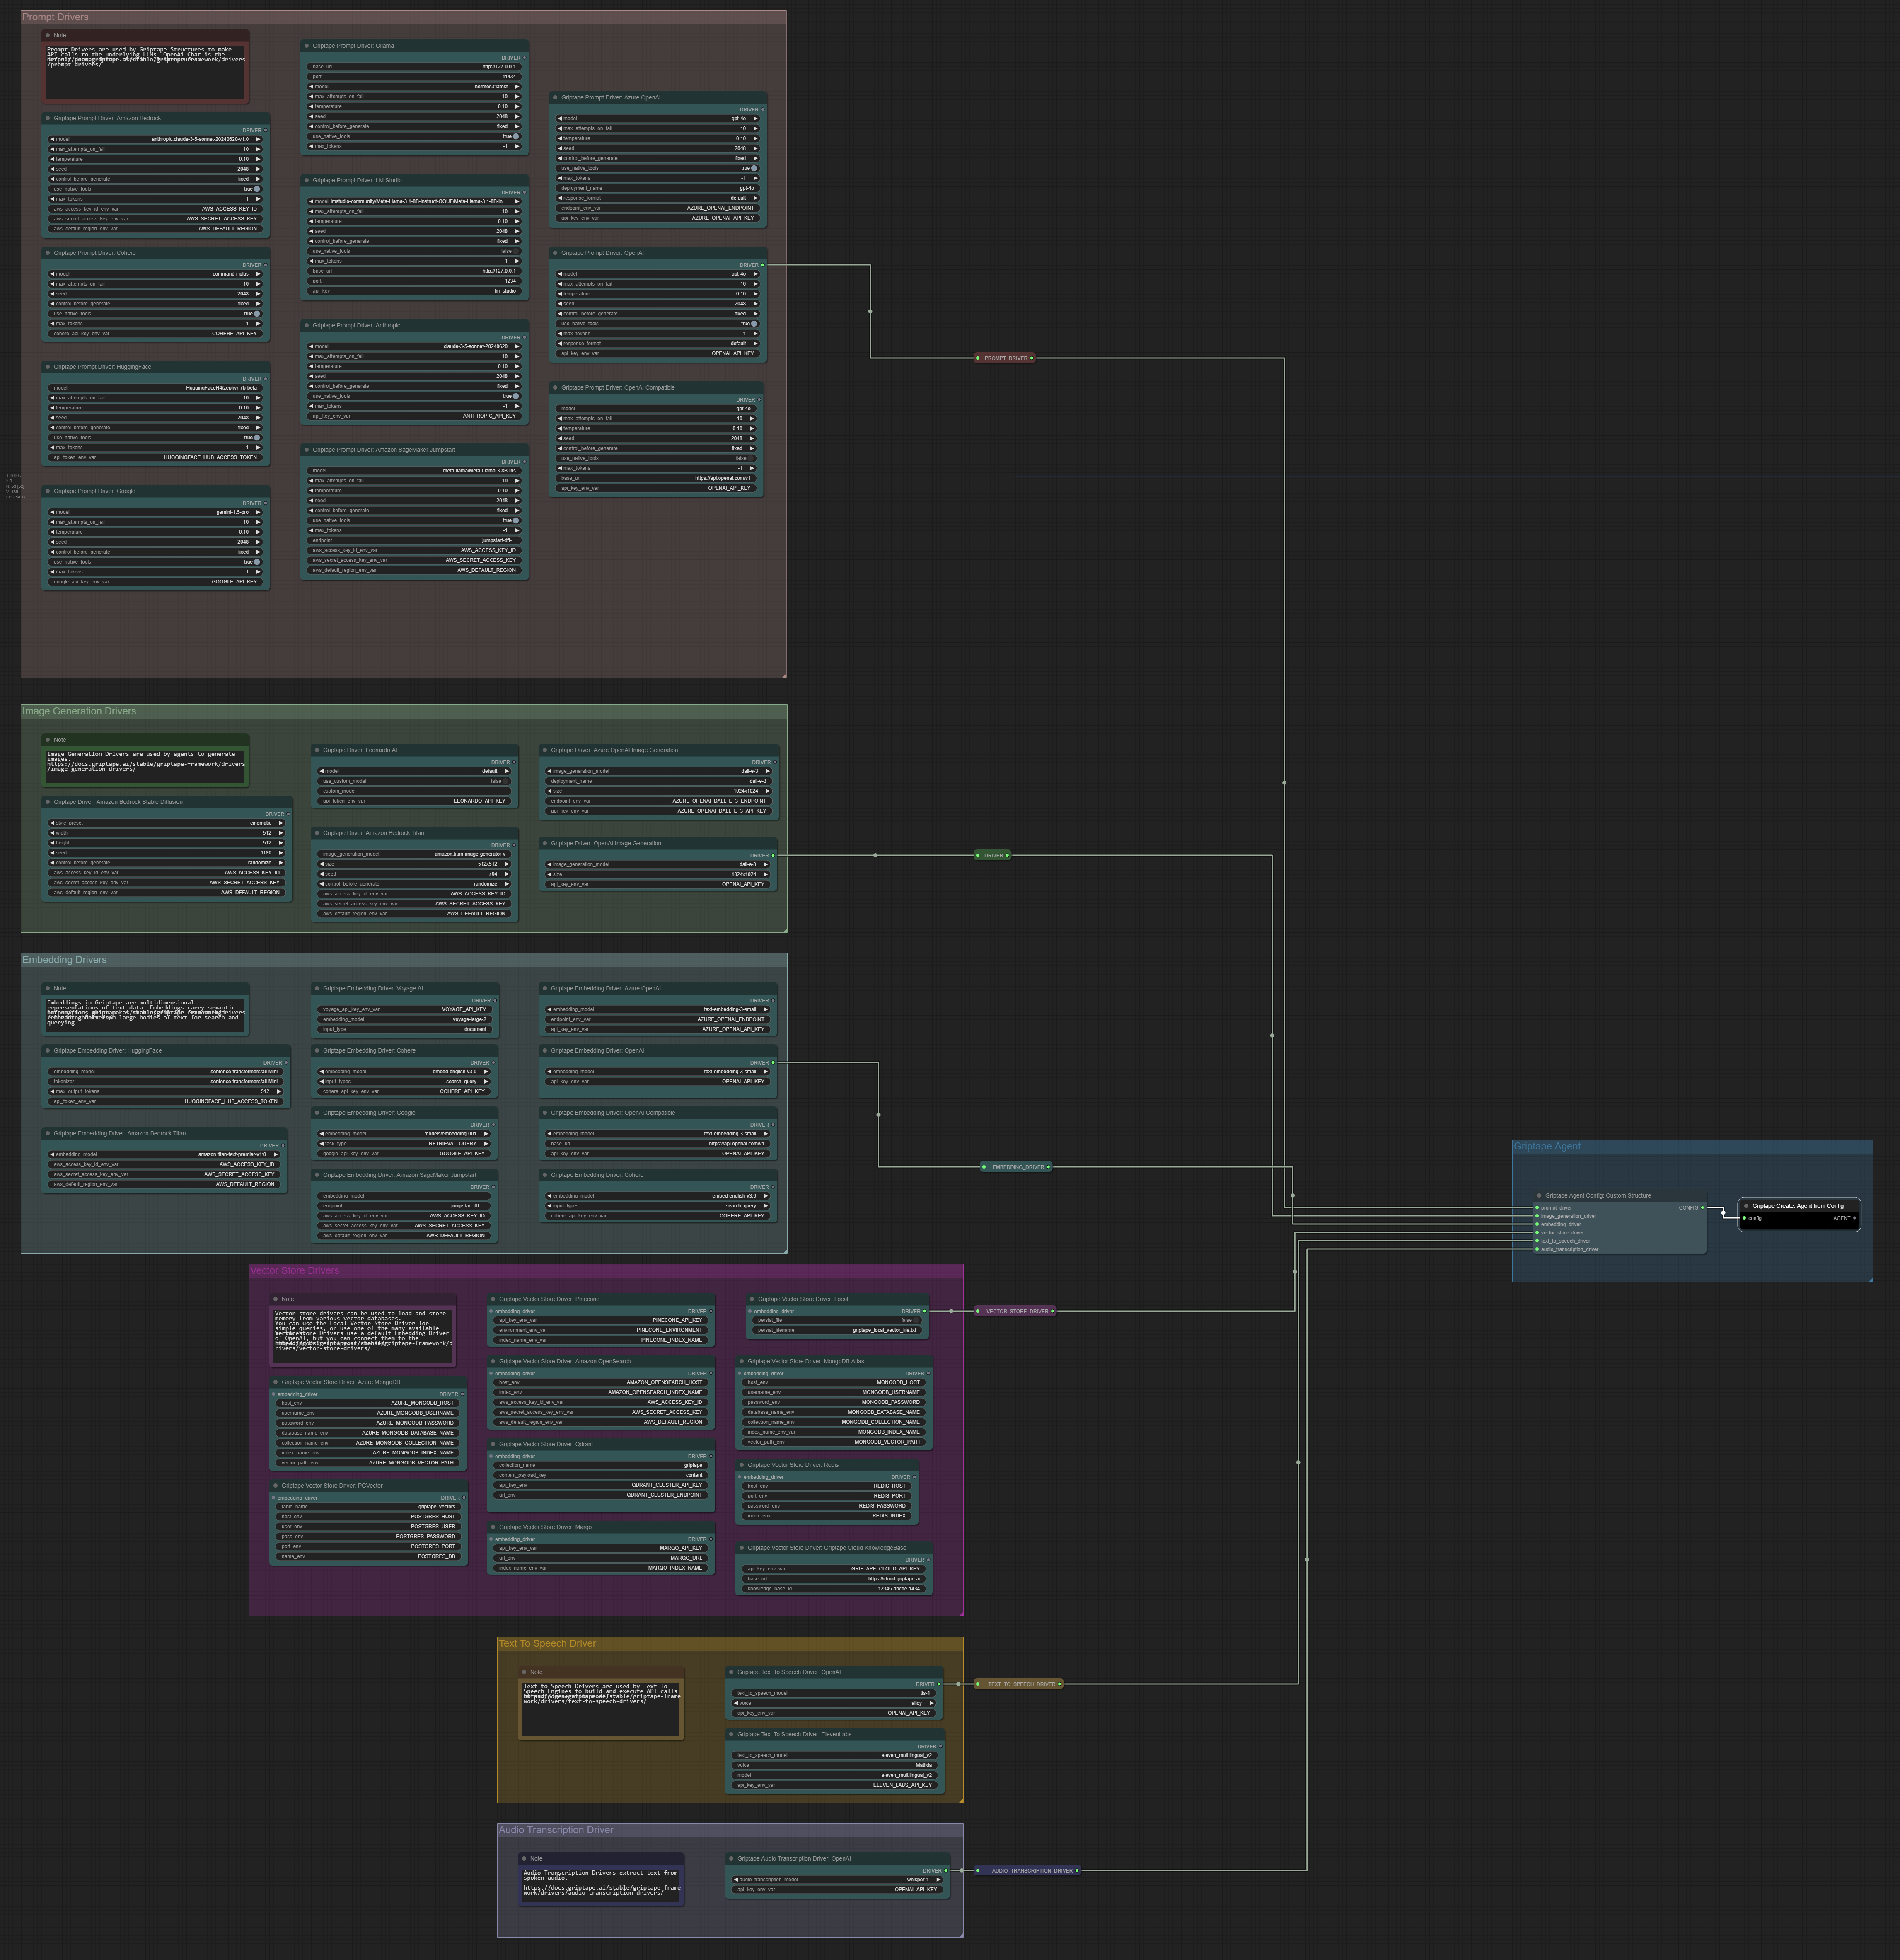 Prompt Drivers
Note
Prompt Drivers are used by Griptape Structures to make
API calls to the underlying LLMs. OpenAi Chat is the
/prompt-drivers/
Griptape Prompt Driver: Amazon Bedrock
DRIVER
model anthropic.claude-3-5-sonnet-20240620-v1:0
max_attempts_on_fail 10
temperature 0.10
seed 2048
control_before_generate fixed
use_native_tools true
max_tokens -1
aws_access_key_id_env_var AWS_ACCESS_KEY_ID
aws_secret_access_key_env_var AWS_SECRET_ACCESS_KEY
aws_default_region_env_var AWS_DEFAULT_REGION
Griptape Prompt Driver: Cohere
DRIVER
model command-r-plus
max_attempts_on_fail 10
seed 2048
control_before_generate fixed
use_native_tools true
max_tokens -1
cohere_api_key_env_var COHERE_API_KEY
Griptape Prompt Driver: HuggingFace
DRIVER
model HuggingFaceH4/zephyr-7b-beta
max_attempts_on_fail 10
temperature 0.10
seed 2048
control_before_generate fixed
use_native_tools true
max_tokens -1
api_token_env_var HUGGINGFACE_HUB_ACCESS_TOKEN
Griptape Prompt Driver: Google
DRIVER
model gemini-1.5-pro
max_attempts_on_fail 10
temperature 0.10
seed 2048
control_before_generate fixed
use_native_tools true
max_tokens -1
google_api_key_env_var GOOGLE_API_KEY
Griptape Prompt Driver: Ollama
DRIVER
base_url http://127.0.0.1
port 11434
model hermes3:latest
max_attempts_on_fail 10
temperature 0.10
seed 2048
control_before_generate fixed
use_native_tools true
max_tokens -1
Griptape Prompt Driver: LM Studio
DRIVER
model lmstudio-community/Meta-Llama-3.1-8B-Instruct-GGUF/Meta-Llama-3.1-8B-In...
max_attempts_on_fail 10
temperature 0.10
seed 2048
control_before_generate fixed
use_native_tools false
max_tokens -1
base_url http://127.0.0.1
port 1234
api_key lm_studio
Griptape Prompt Driver: Anthropic
DRIVER
model claude-3-5-sonnet-20240620
max_attempts_on_fail 10
temperature 0.10
seed 2048
control_before_generate fixed
use_native_tools true
max_tokens -1
api_key_env_var ANTHROPIC_API_KEY
Griptape Prompt Driver: Amazon SageMaker Jumpstart
DRIVER
model meta-llama/Meta-Llama-3-8B-Ins
max_attempts_on_fail 10
temperature 0.10
seed 2048
control_before_generate fixed
use_native_tools true
max_tokens -1
endpoint jumpstart-dft-...
aws_access_key_id_env_var AWS_ACCESS_KEY_ID
aws_secret_access_key_env_var AWS_SECRET_ACCESS_KEY
aws_default_region_env_var AWS_DEFAULT_REGION
Griptape Prompt Driver: Azure OpenAI
DRIVER
model gpt-4o
max_attempts_on_fail 10
temperature 0.10
seed 2048
control_before_generate fixed
use_native_tools true
max_tokens -1
deployment_name gpt-4o
response_format default
endpoint_env_var AZURE_OPENAI_ENDPOINT
api_key_env_var AZURE_OPENAI_API_KEY
Griptape Prompt Driver: OpenAI
DRIVER
model gpt-4o
max_attempts_on_fail 10
temperature 0.10
seed 2048
control_before_generate fixed
use_native_tools true
max_tokens -1
response_format default
api_key_env_var OPENAI_API_KEY
Griptape Prompt Driver: OpenAI Compatible
DRIVER
model gpt-4o
max_attempts_on_fail 10
temperature 0.10
seed 2048
control_before_generate fixed
use_native_tools false
max_tokens -1
base_url https://api.openai.com/v1
api_key_env_var OPENAI_API_KEY
PROMPT_DRIVER
Image Generation Drivers
Note
Image Generation Drivers are used by agents to generate
images.
https://docs.griptape.ai/stable/griptape-framework/drivers
/image-generation-drivers/
Griptape Driver: Amazon Bedrock Stable Diffusion
DRIVER
style_preset cinematic
width 512
height 512
seed 1180
control_before_generate randomize
aws_access_key_id_env_var AWS_ACCESS_KEY_ID
aws_secret_access_key_env_var AWS_SECRET_ACCESS_KEY
aws_default_region_env_var AWS_DEFAULT_REGION
Griptape Driver: Leonardo.AI
DRIVER
model default
use_custom_model false
custom_model
api_token_env_var LEONARDO_API_KEY
Griptape Driver: Amazon Bedrock Titan
DRIVER
image_generation_model amazon.titan-image-generator-v
size 512x512
seed 784
control_before_generate randomize
aws_access_key_id_env_var AWS_ACCESS_KEY_ID
aws_secret_access_key_env_var AWS_SECRET_ACCESS_KEY
aws_default_region_env_var AWS_DEFAULT_REGION
Griptape Driver: Azure OpenAI Image Generation
DRIVER
image_generation_model dall-e-3
deployment_name dall-e-3
size 1024x1024
endpoint_env_var AZURE_OPENAI_DALL_E_3_ENDPOINT
api_key_env_var AZURE_OPENAI_DALL_E_3_API_KEY
Griptape Driver: OpenAI Image Generation
DRIVER
image_generation_model dall-e-3
size 1024x1024
api_key_env_var OPENAI_API_KEY
DRIVER
Embedding Drivers
Note
Embeddings in Griptape are multidimensional
representations of text data. Embeddings carry semantic
from large bodies of text for search and
querying.
Griptape Embedding Driver: HuggingFace
DRIVER
embedding_model sentence-transformers/all-Mini
tokenizer sentence-transformers/all-Mini
max_output_tokens 512
api_token_env_var HUGGINGFACE_HUB_ACCESS_TOKEN
Griptape Embedding Driver: Amazon Bedrock Titan
DRIVER
embedding_model amazon.titan-text-premier-v1:0
aws_access_key_id_env_var AWS_ACCESS_KEY_ID
aws_secret_access_key_env_var AWS_SECRET_ACCESS_KEY
aws_default_region_env_var AWS_DEFAULT_REGION
Griptape Embedding Driver: Voyage AI
DRIVER
voyage_api_key_env_var VOYAGE_API_KEY
embedding_model voyage-large-2
input_type document
Griptape Embedding Driver: Cohere
DRIVER
embedding_model embed-english-v3.0
input_types search_query
cohere_api_key_env_var COHERE_API_KEY
Griptape Embedding Driver: Google
DRIVER
embedding_model models/embedding-001
task_type RETRIEVAL_QUERY
google_api_key_env_var GOOGLE_API_KEY
Griptape Embedding Driver: Amazon SageMaker Jumpstart
DRIVER
embedding_model
endpoint jumpstart-dft-...
aws_access_key_id_env_var AWS_ACCESS_KEY_ID
aws_secret_access_key_env_var AWS_SECRET_ACCESS_KEY
aws_default_region_env_var AWS_DEFAULT_REGION
Griptape Embedding Driver: Azure OpenAI
DRIVER
embedding_model text-embedding-3-small
endpoint_env_var AZURE_OPENAI_ENDPOINT
api_key_env_var AZURE_OPENAI_API_KEY
Griptape Embedding Driver: OpenAI
DRIVER
embedding_model text-embedding-3-small
api_key_env_var OPENAI_API_KEY
Griptape Embedding Driver: OpenAI Compatible
DRIVER
embedding_model text-embedding-3-small
base_url https://api.openai.com/v1
api_key_env_var OPENAI_API_KEY
Griptape Embedding Driver: Cohere
DRIVER
embedding_model embed-english-v3.0
input_types search_query
cohere_api_key_env_var COHERE_API_KEY
EMBEDDING_DRIVER
Griptape Agent
Griptape Agent Config: Custom Structure
prompt_driver CONFIG
image_generation_driver
embedding_driver
vector_store_driver
text_to_speech_driver
audio_transcription_driver
Griptape Create: Agent from Config
config AGENT
Vector Store Drivers
Note
Vector store drivers can be used to load and store
memory from various vector databases.
You can use the Local Vector Store Driver for
simple queries, or use one of the many available
Store Drivers use a default Embedding Driver
of OpenAI, but you can connect them to the
rivers/vector-store-drivers/
Griptape Vector Store Driver: Azure MongoDB
embedding_driver DRIVER
host_env AZURE_MONGODB_HOST
username_env AZURE_MONGODB_USERNAME
password_env AZURE_MONGODB_PASSWORD
database_name_env AZURE_MONGODB_DATABASE_NAME
collection_name_env AZURE_MONGODB_COLLECTION_NAME
index_name_env AZURE_MONGODB_INDEX_NAME
vector_path_env AZURE_MONGODB_VECTOR_PATH
Griptape Vector Store Driver: PGVector
embedding_driver DRIVER
table_name griptape_vectors
host_env POSTGRES_HOST
user_env POSTGRES_USER
pass_env POSTGRES_PASSWORD
port_env POSTGRES_PORT
name_env POSTGRES_DB
Griptape Vector Store Driver: Pinecone
embedding_driver DRIVER
api_key_env_var PINECONE_API_KEY
environment_env_var PINECONE_ENVIRONMENT
index_name_env_var PINECONE_INDEX_NAME
Griptape Vector Store Driver: Amazon OpenSearch
embedding_driver DRIVER
host_env AMAZON_OPENSEARCH_HOST
index_env AMAZON_OPENSEARCH_INDEX_NAME
aws_access_key_id_env_var AWS_ACCESS_KEY_ID
aws_secret_access_key_env_var AWS_SECRET_ACCESS_KEY
aws_default_region_env_var AWS_DEFAULT_REGION
Griptape Vector Store Driver: Qdrant
embedding_driver DRIVER
collection_name griptape
content_payload_key content
api_key_env QDRANT_CLUSTER_API_KEY
url_env QDRANT_CLUSTER_ENDPOINT
Griptape Vector Store Driver: Marqo
embedding_driver DRIVER
api_key_env_var MARQO_API_KEY
url_env MARQO_URL
index_name_env_var MARQO_INDEX_NAME
Griptape Vector Store Driver: Local
embedding_driver DRIVER
persist_file false
persist_filename griptape_local_vector_file.txt
Griptape Vector Store Driver: MongoDB Atlas
embedding_driver DRIVER
host_env MONGODB_HOST
username_env MONGODB_USERNAME
password_env MONGODB_PASSWORD
database_name_env MONGODB_DATABASE_NAME
collection_name_env MONGODB_COLLECTION_NAME
index_name_env_var MONGODB_INDEX_NAME
vector_path_env MONGODB_VECTOR_PATH
Griptape Vector Store Driver: Redis
embedding_driver DRIVER
host_env REDIS_HOST
port_env REDIS_PORT
password_env REDIS_PASSWORD
index_env REDIS_INDEX
Griptape Vector Store Driver: Griptape Cloud KnowledgeBase
DRIVER
api_key_env_var GRIPTAPE_CLOUD_API_KEY
base_url https://cloud.griptape.ai
knowledge_base_id 12345-abcde-1434
VECTOR_STORE_DRIVER
Text To Speech Driver
Note
Text to Speech Drivers are used by Text To
Speech Engines to build and execute API calls
work/drivers/text-to-speech-drivers/
Griptape Text To Speech Driver: OpenAI
DRIVER
text_to_speech_model tts-1
voice alloy
api_key_env_var OPENAI_API_KEY
Griptape Text To Speech Driver: ElevenLabs
DRIVER
text_to_speech_model eleven_multilingual_v2
voice Matilda
model eleven_multilingual_v2
api_key_env_var ELEVEN_LABS_API_KEY
TEXT_TO_SPEECH_DRIVER
Audio Transcription Driver
Note
Audio Transcription Drivers extract text from
spoken audio.
https://docs.griptape.ai/stable/griptape-frame
work/drivers/audio-transcription-drivers/
Griptape Audio Transcription Driver: OpenAI
DRIVER
audio_transcription_model whisper-1
api_key_env_var OPENAI_API_KEY
AUDIO_TRANSCRIPTION_DRIVER